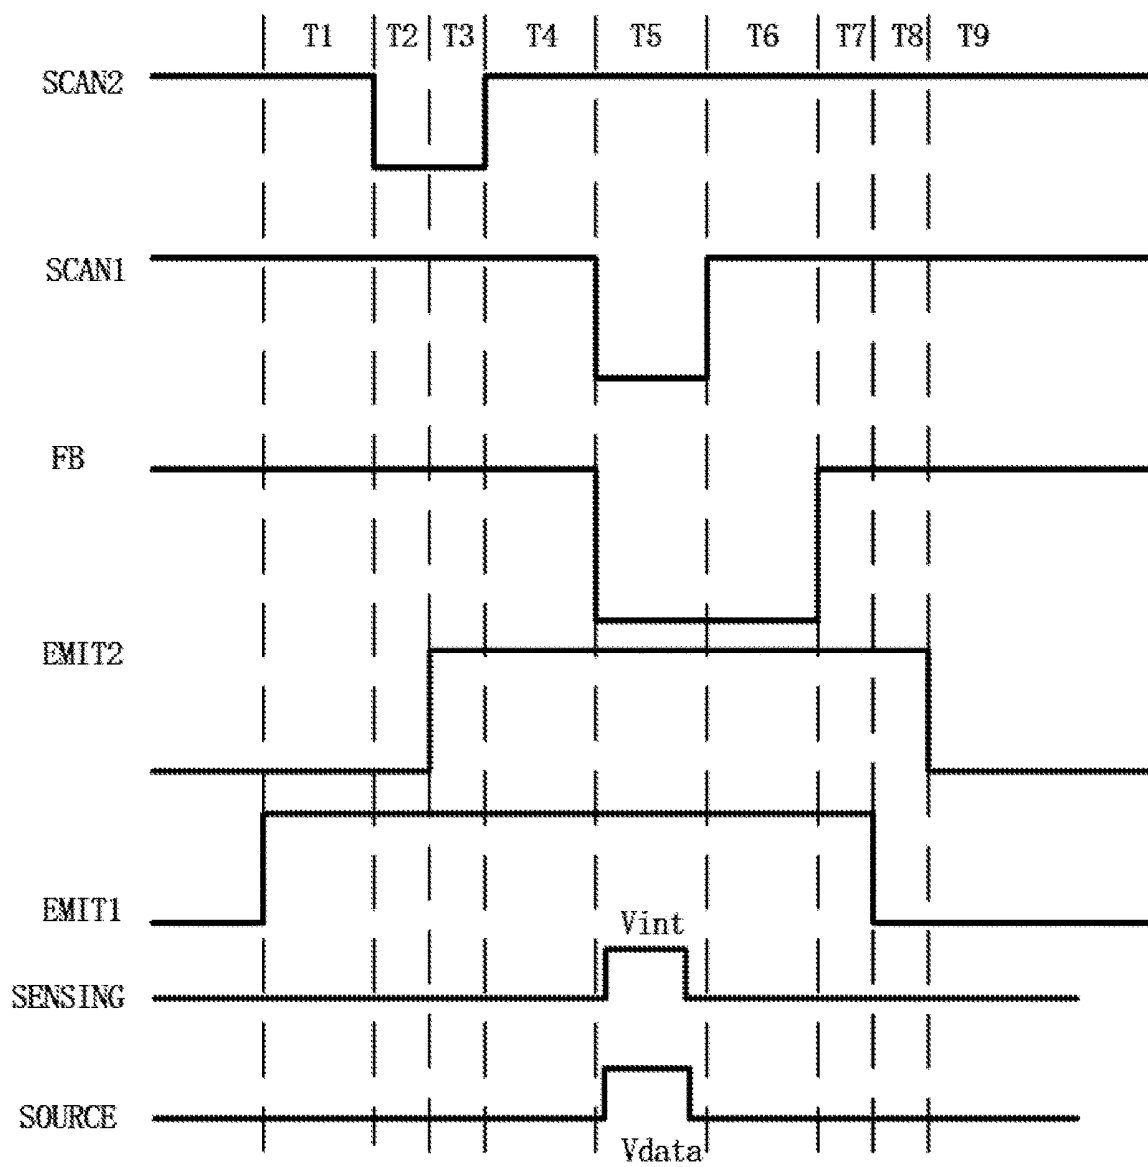 T1 T2 T3 T4 T5 T6 T7 T8 T9
SCAN2
SCAN1
FB
EMIT2
EMIT1
Vint
SENSING
SOURCE
Vdata